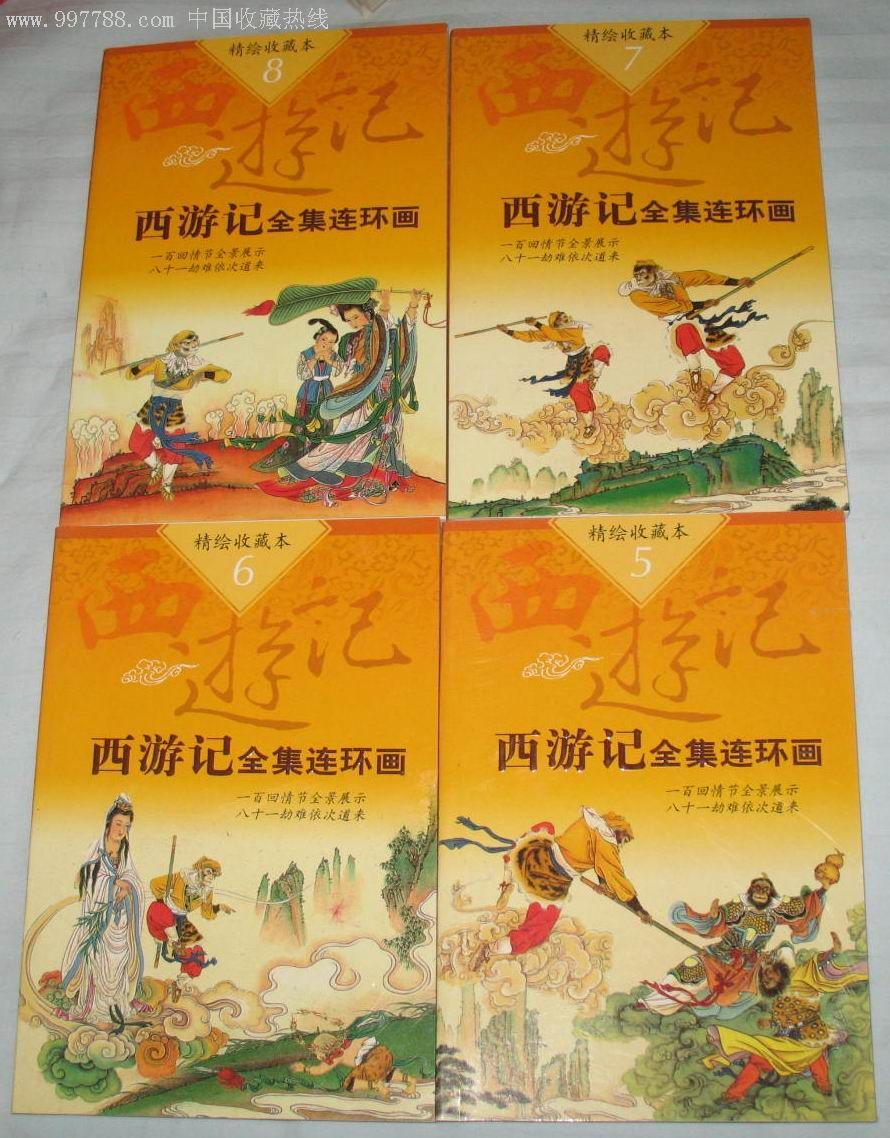 www.997788.com 中国收藏热线
精绘收藏本
8
西遊记
西游记全集连环画
一百回情节全景展示
八十一劫难依次道来
精绘收藏本
7
西遊记
西游记全集连环画
一百回情节全景展示
八十一劫难依次道来
精绘收藏本
6
西遊记
西游记全集连环画
一百回情节全景展示
八十一劫难依次道来
精绘收藏本
5
西遊记
西游记全集连环画
一百回情节全景展示
八十一劫难依次道来